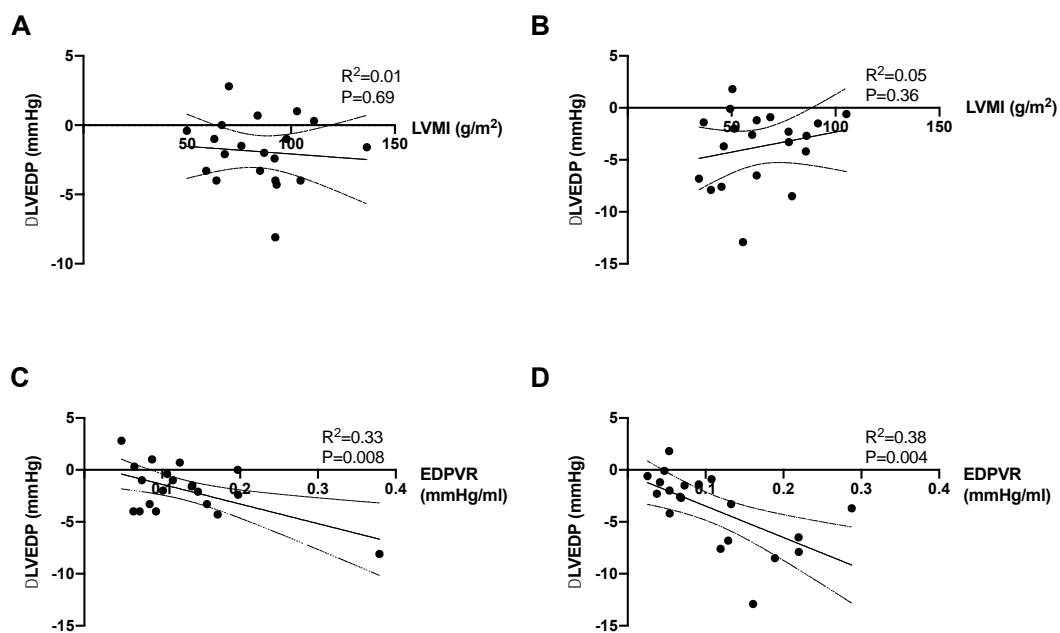 A
5
0
-5
-10
50
100
150
R²=0.01
P=0.69
LVMI (g/m²)
DLVEDP (mmHg)
B
5
0
-5
-10
-15
50
100
150
R²=0.05
P=0.36
LVMI (g/m²)
DLVEDP (mmHg)
C
5
0
-5
-10
-15
0.1
0.2
0.3
0.4
R²=0.33
P=0.008
EDPVR
(mmHg/ml)
DLVEDP (mmHg)
D
5
0
-5
-10
-15
0.1
0.2
0.3
0.4
R²=0.38
P=0.004
EDPVR
(mmHg/ml)
DLVEDP (mmHg)